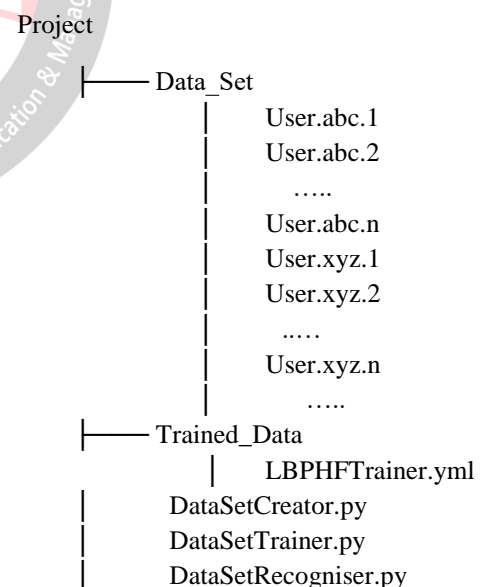 Project
Data_Set
User.abc.1
User.abc.2
…..
User.abc.n
User.xyz.1
User.xyz.2
..…
User.xyz.n
…..
Trained_Data
LBPHFTrainer.yml
DataSetCreator.py
DataSetTrainer.py
DataSetRecogniser.py